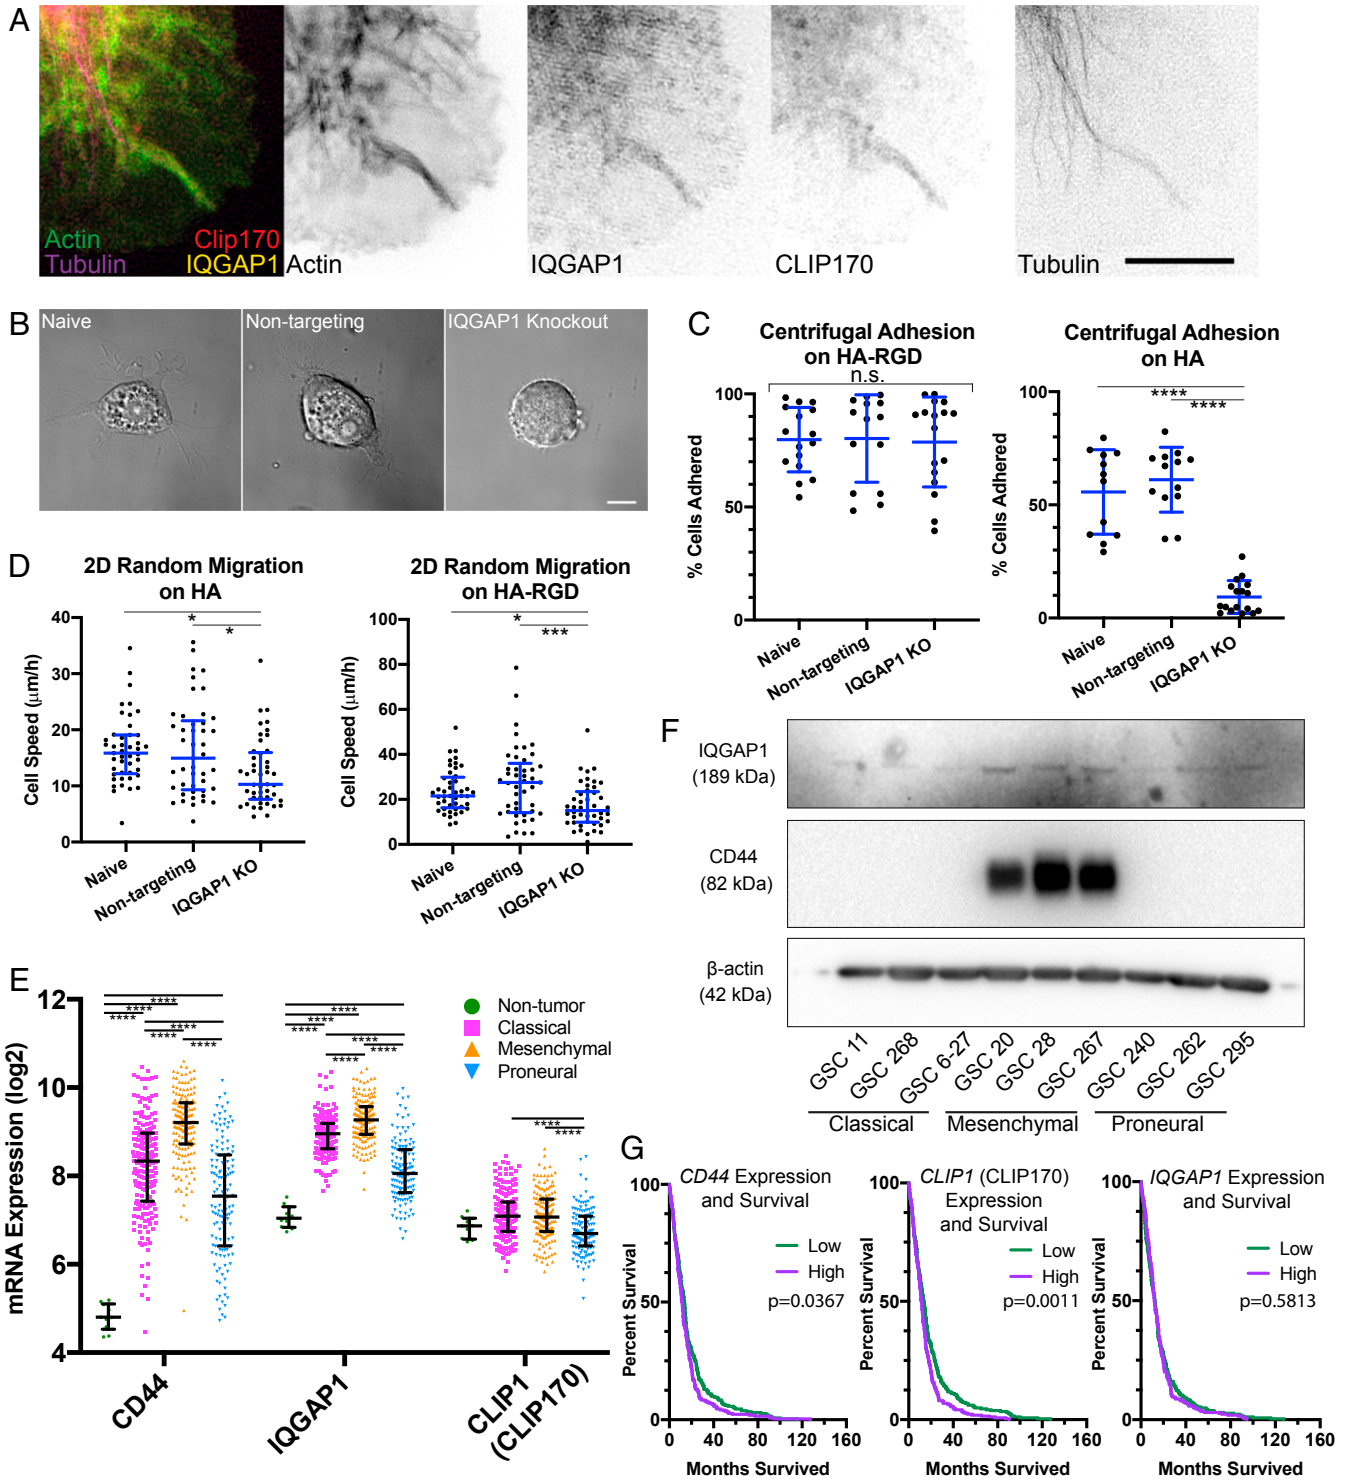 A
Actin
Clip170
Tubulin
IQGAP1
Actin
IQGAP1
CLIP170
Tubulin
B
Naive
Non-targeting
IQGAP1 Knockout
C
Centrifugal Adhesion
on HA-RGD
n.s.
100
50
0
% Cells Adhered
Naive
Non-targeting
IQGAP1 KO
Centrifugal Adhesion
on HA
****
****
100
50
0
% Cells Adhered
Naive
Non-targeting
IQGAP1 KO
D
2D Random Migration
on HA
*
*
40
30
20
10
0
Cell Speed (μm/h)
Naive
Non-targeting
IQGAP1 KO
2D Random Migration
on HA-RGD
*
***
100
80
60
40
20
0
Cell Speed (μm/h)
Naive
Non-targeting
IQGAP1 KO
F
IQGAP1
(189 kDa)
CD44
(82 kDa)
β-actin
(42 kDa)
GSC 11
GSC 268
GSC 6-27
GSC 20
GSC 28
GSC 267
GSC 240
GSC 262
GSC 295
Classical
Mesenchymal
Proneural
E
12
10
8
6
4
mRNA Expression (log2)
****
****
****
****
****
****
****
****
****
****
****
****
****
****
Non-tumor
Classical
Mesenchymal
Proneural
CD44
IQGAP1
CLIP1
(CLIP170)
G
CD44 Expression
and Survival
Low
High
p=0.0367
100
50
0
Percent Survival
0 40 80 120 160
Months Survived
CLIP1 (CLIP170)
Expression
and Survival
Low
High
p=0.0011
100
50
0
Percent Survival
0 40 80 120 160
Months Survived
IQGAP1 Expression
and Survival
Low
High
p=0.5813
100
50
0
Percent Survival
0 40 80 120 160
Months Survived